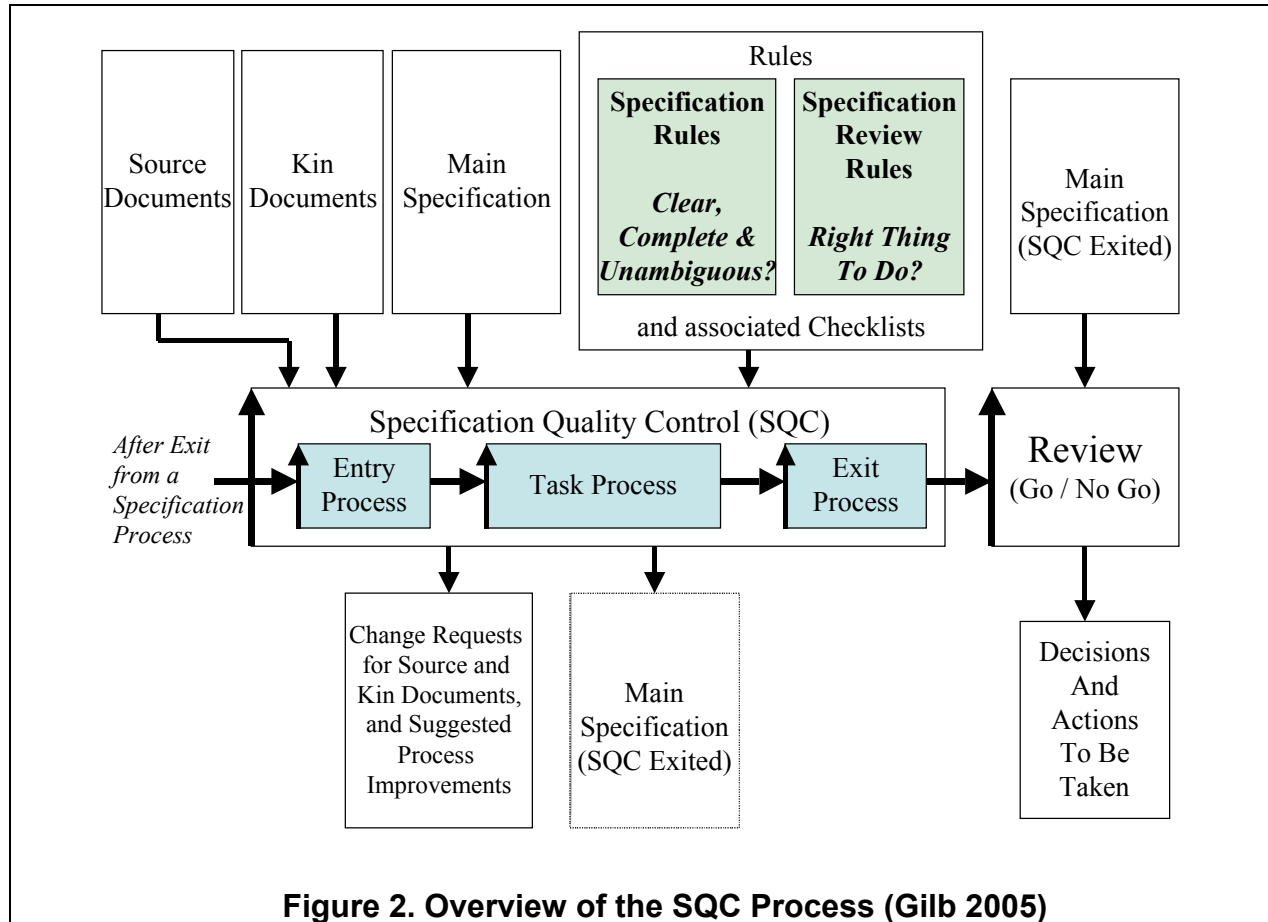 Source
Documents
Kin
Documents
Main
Specification
Rules
Specification
Rules
Clear,
Complete &
Unambiguous?
Specification
Review
Rules
Right Thing
To Do?
and associated Checklists
Main
Specification
(SQC Exited)
After Exit
from a
Specification
Process
Specification Quality Control (SQC)
Entry
Process
Task Process
Exit
Process
Review
(Go / No Go)
Change Requests
for Source and
Kin Documents,
and Suggested
Process
Improvements
Main
Specification
(SQC Exited)
Decisions
And
Actions
To Be
Taken
Figure 2. Overview of the SQC Process (Gilb 2005)